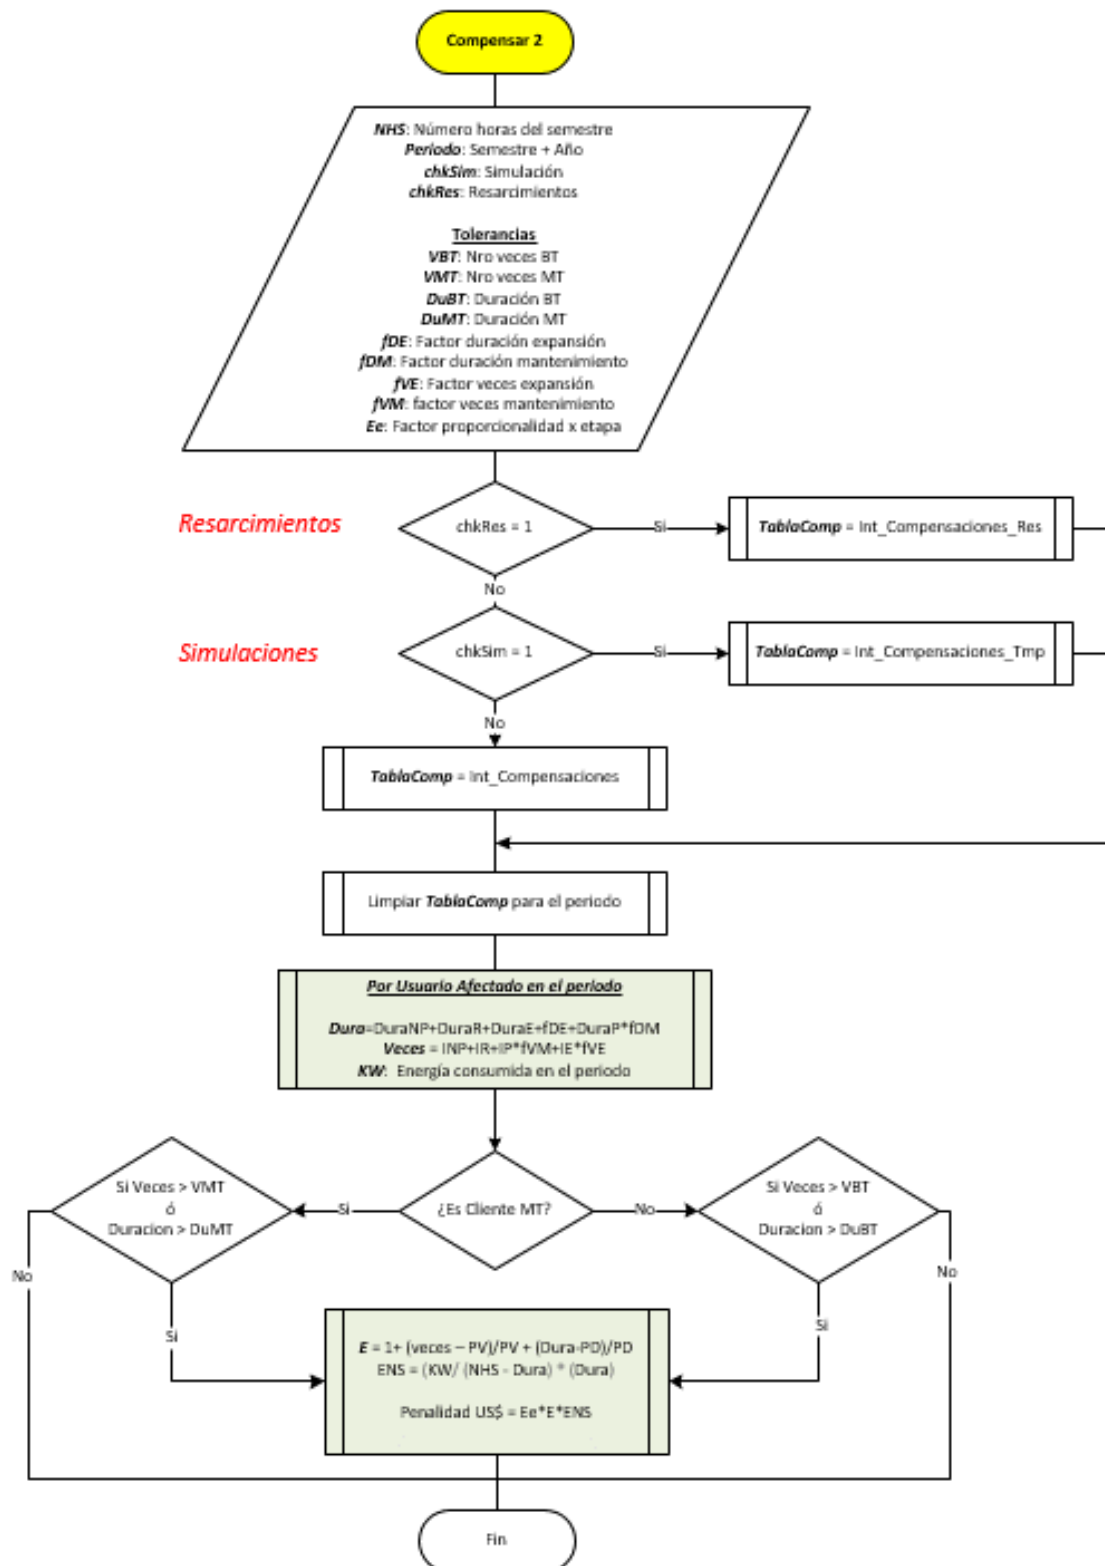 Compensar 2
NHS: Número horas del semestre
Periodo: Semestre + Año
chkSim: Simulación
chkRes: Resarcimientos
Tolerancias
VBT: Nro veces BT
VMT: Nro veces MT
DuBT: Duración BT
DuMT: Duración MT
fDE: Factor duración expansión
fDM: Factor duración mantenimiento
fVE: Factor veces expansión
fVM: factor veces mantenimiento
Ee: Factor proporcionalidad x etapa
Resarcimientos
chkRes = 1
Si
TablaComp = Int_Compensaciones_Res
No
Simulaciones
chkSim = 1
Si
TablaComp = Int_Compensaciones_Tmp
No
TablaComp = Int_Compensaciones
Limpiar TablaComp para el periodo
Por Usuario Afectado en el periodo
Dura=DuraNP+DuraR+DuraE+fDE+DuraP*fDM
Veces = INP+IR+IP*fVM+IE*fVE
KW: Energía consumida en el periodo
Si Veces > VMT
ó
Duracion > DuMT
Si
¿Es Cliente MT?
No
Si Veces > VBT
ó
Duracion > DuBT
No
No
Si
Si
E = 1+ (veces – PV)/PV + (Dura-PD)/PD
ENS = (KW/ (NHS - Dura) * (Dura)
Penalidad US$ = Ee*E*ENS
Fin